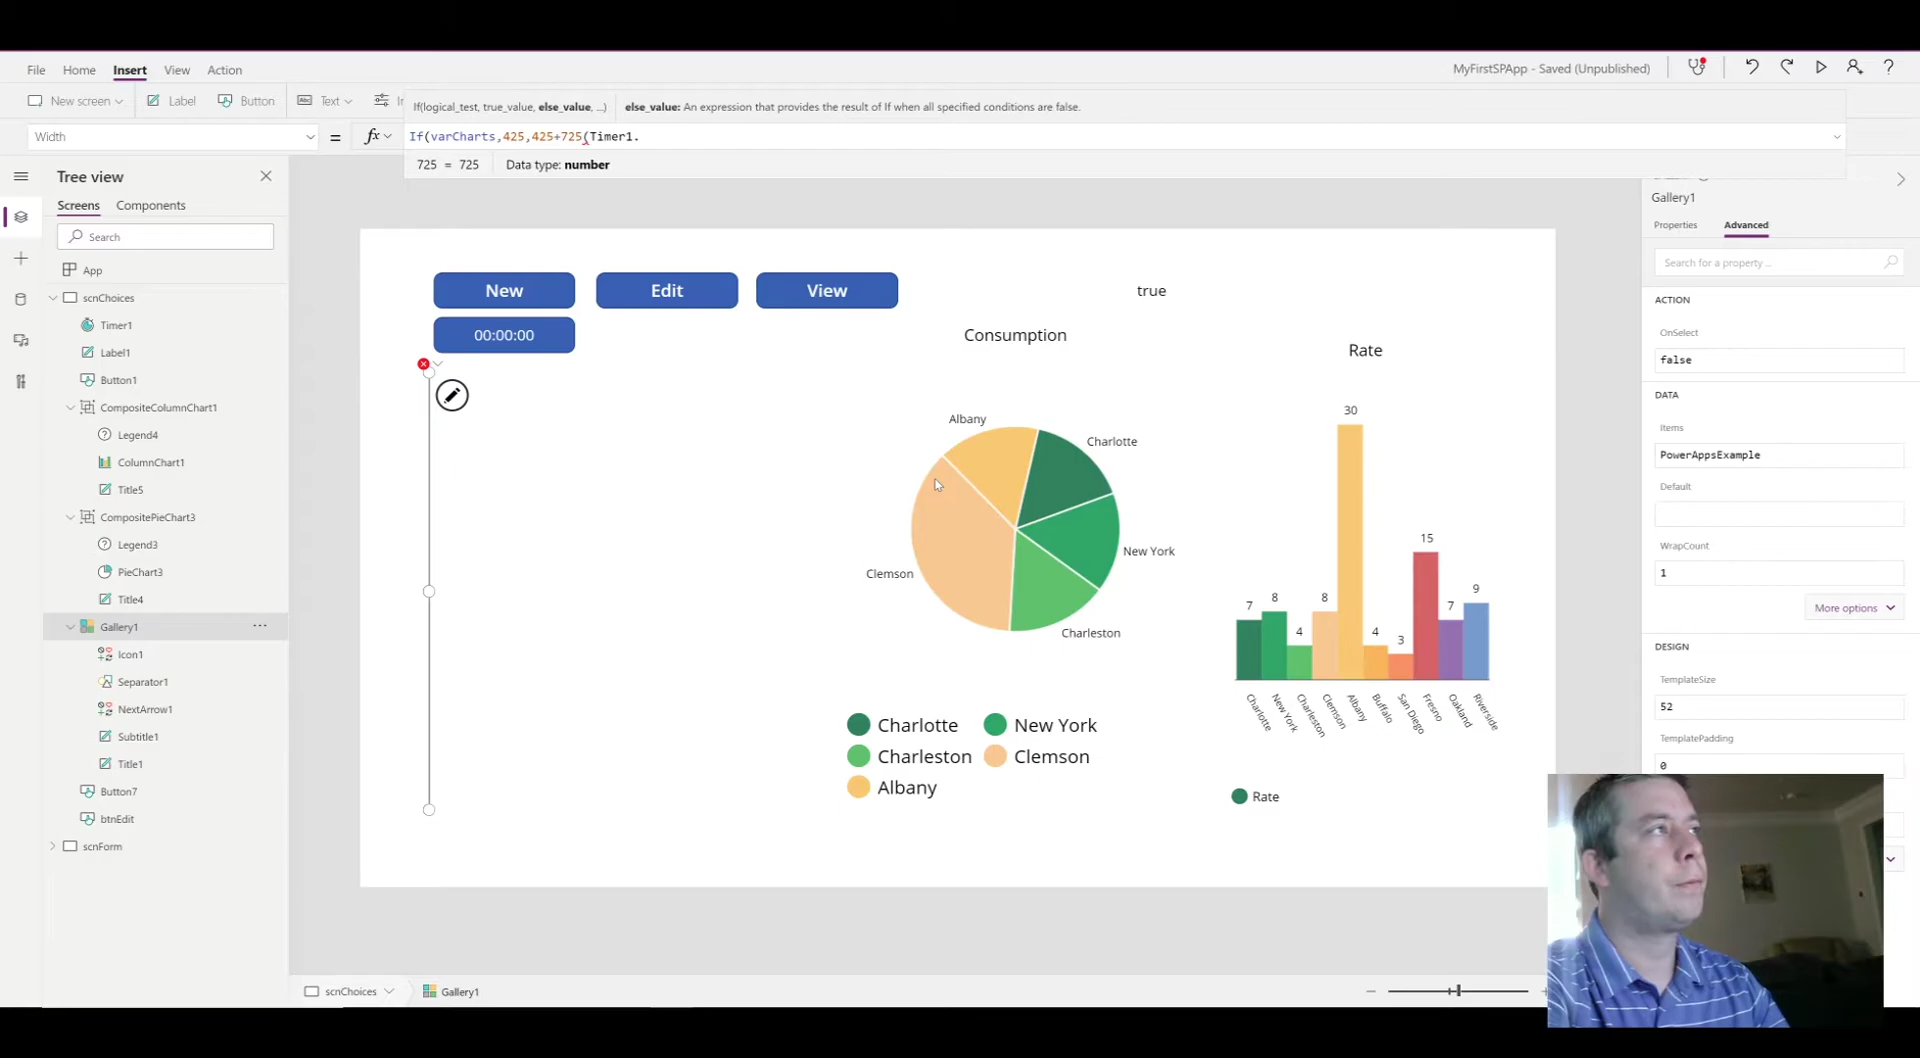 File Home Insert View Action
MyFirstSPApp - Saved (Unpublished)
New screen Label Button Text
If(logical_test, true_value, else_value, ...) else_value: An expression that provides the result of If when all specified conditions are false.
Width = fx If(varCharts,425,425+725(Timer1.
725 = 725 Data type: number
Tree view
Screens Components
Search
App
scnChoices
Timer1
Label1
Button1
CompositeColumnChart1
Legend4
ColumnChart1
Title5
CompositePieChart3
Legend3
PieChart3
Title4
Gallery1 ...
Icon1
Separator1
NextArrow1
Subtitle1
Title1
Button7
btnEdit
scnForm
New Edit View true
00:00:00
Consumption
Albany
Charlotte
New York
Clemson
Charleston
Charlotte New York
Charleston Clemson
Albany
Rate
7 8 4 8 30 4 3 15 7 9
Charlotte New York Charleston Clemson Albany Buffalo San Diego Fresno Oakland Riverside
Rate
Gallery1
Properties Advanced
Search for a property ...
ACTION
OnSelect
false
DATA
Items
PowerAppsExample
Default
WrapCount
1
More options
DESIGN
TemplateSize
52
TemplatePadding
0
scnChoices Gallery1